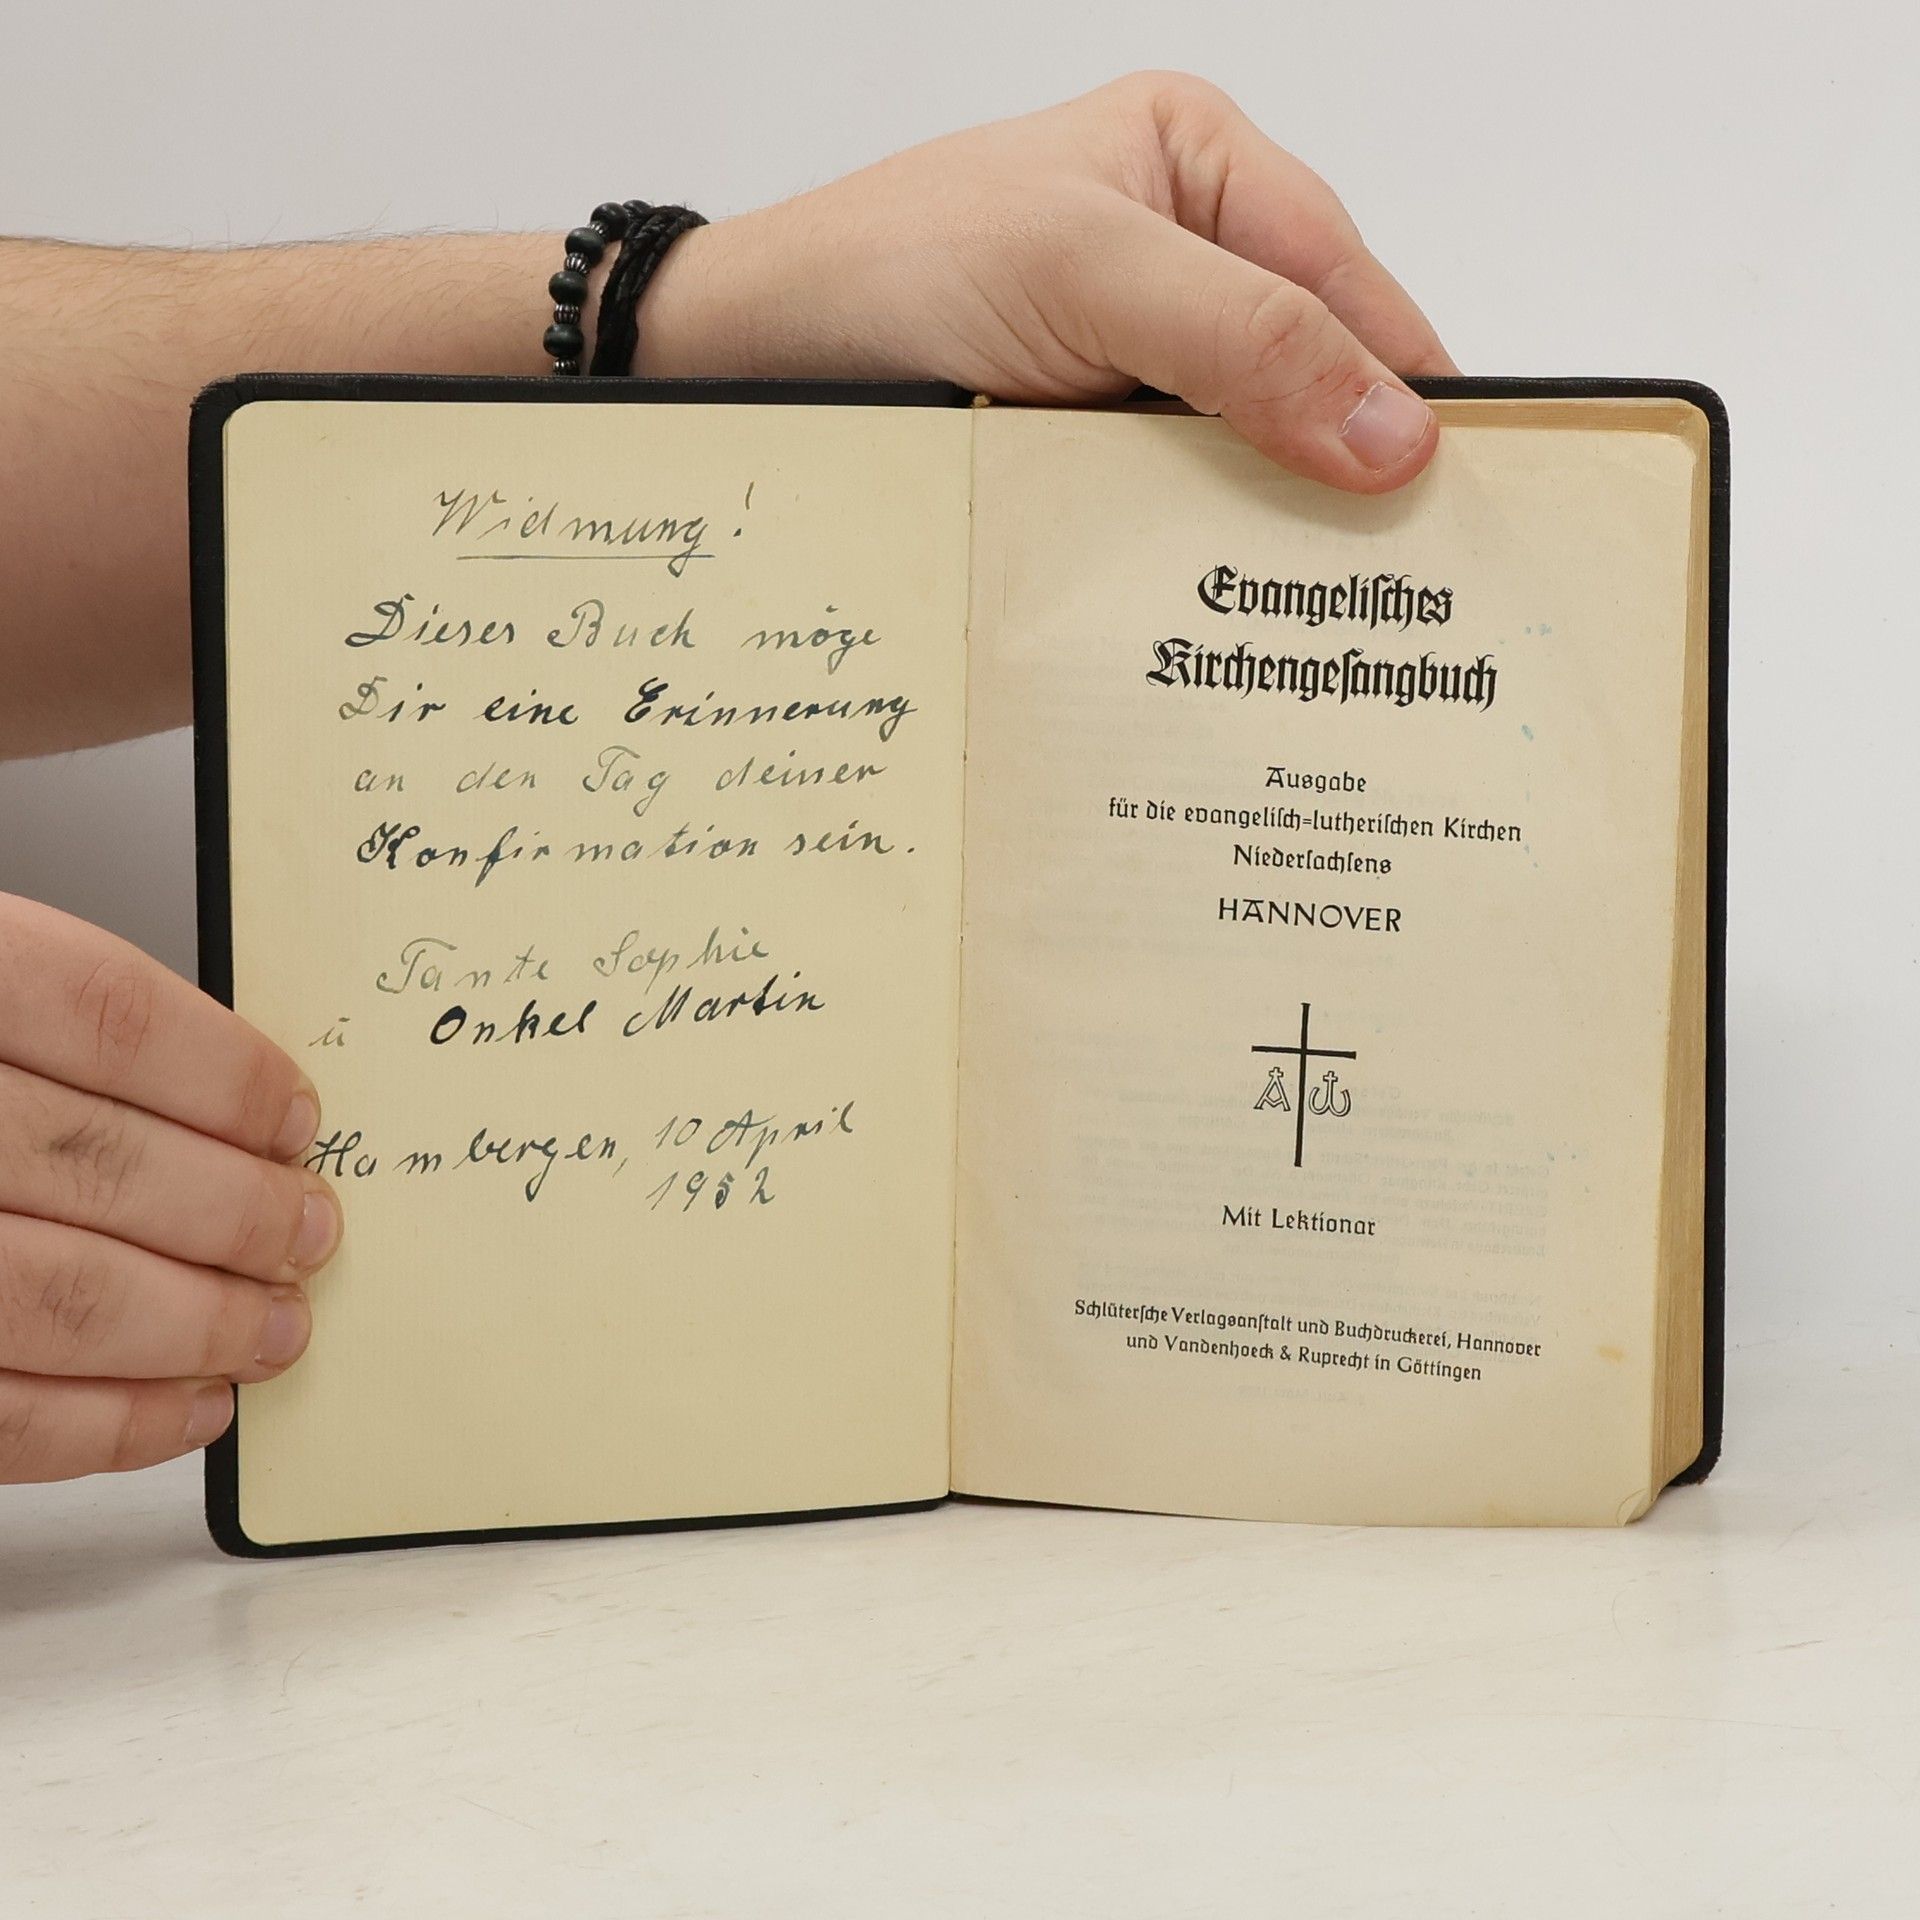 Widmung!
Dieses Buch möge
Dir eine Erinnerung
an den Tag deiner
Konfirmation sein.
Tante Sophie
ū Onkel Martin
Hambergen, 10 April
1952
Evangeliſches
Kirchengeſangbuch
Ausgabe
für die evangeliſch=lutheriſchen Kirchen
Niederſachſens
HANNOVER
A ω
Mit Lektionar
Schlüterſche Verlagsanſtalt und Buchdruckerei, Hannover
und Vandenhoeck & Ruprecht in Göttingen